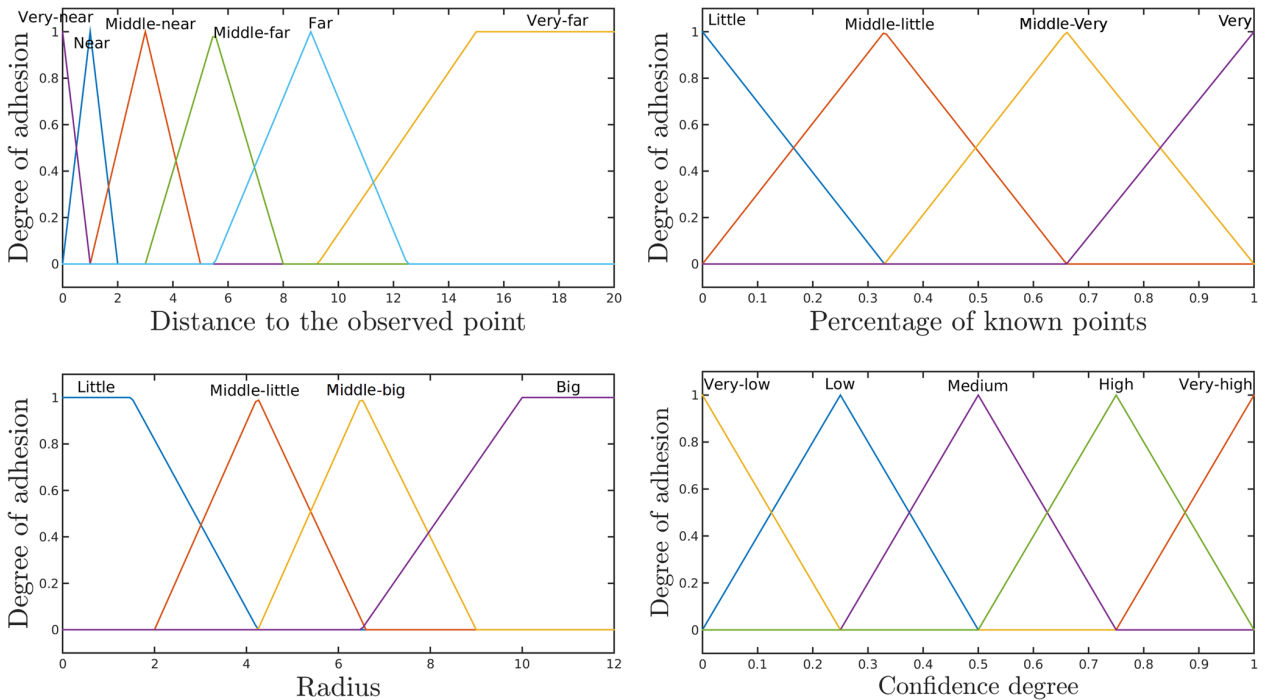 Very-near
Near
Middle-near
Middle-far
Far
Very-far
Degree of adhesion
1
0.8
0.6
0.4
0.2
0
0 2 4 6 8 10 12 14 16 18 20
Distance to the observed point
Little
Middle-little
Middle-Very
Very
Degree of adhesion
1
0.8
0.6
0.4
0.2
0
0 0.1 0.2 0.3 0.4 0.5 0.6 0.7 0.8 0.9 1
Percentage of known points
Little
Middle-little
Middle-big
Big
Degree of adhesion
1
0.8
0.6
0.4
0.2
0
0 2 4 6 8 10 12
Radius
Very-low
Low
Medium
High
Very-high
Degree of adhesion
1
0.8
0.6
0.4
0.2
0
0 0.1 0.2 0.3 0.4 0.5 0.6 0.7 0.8 0.9 1
Confidence degree